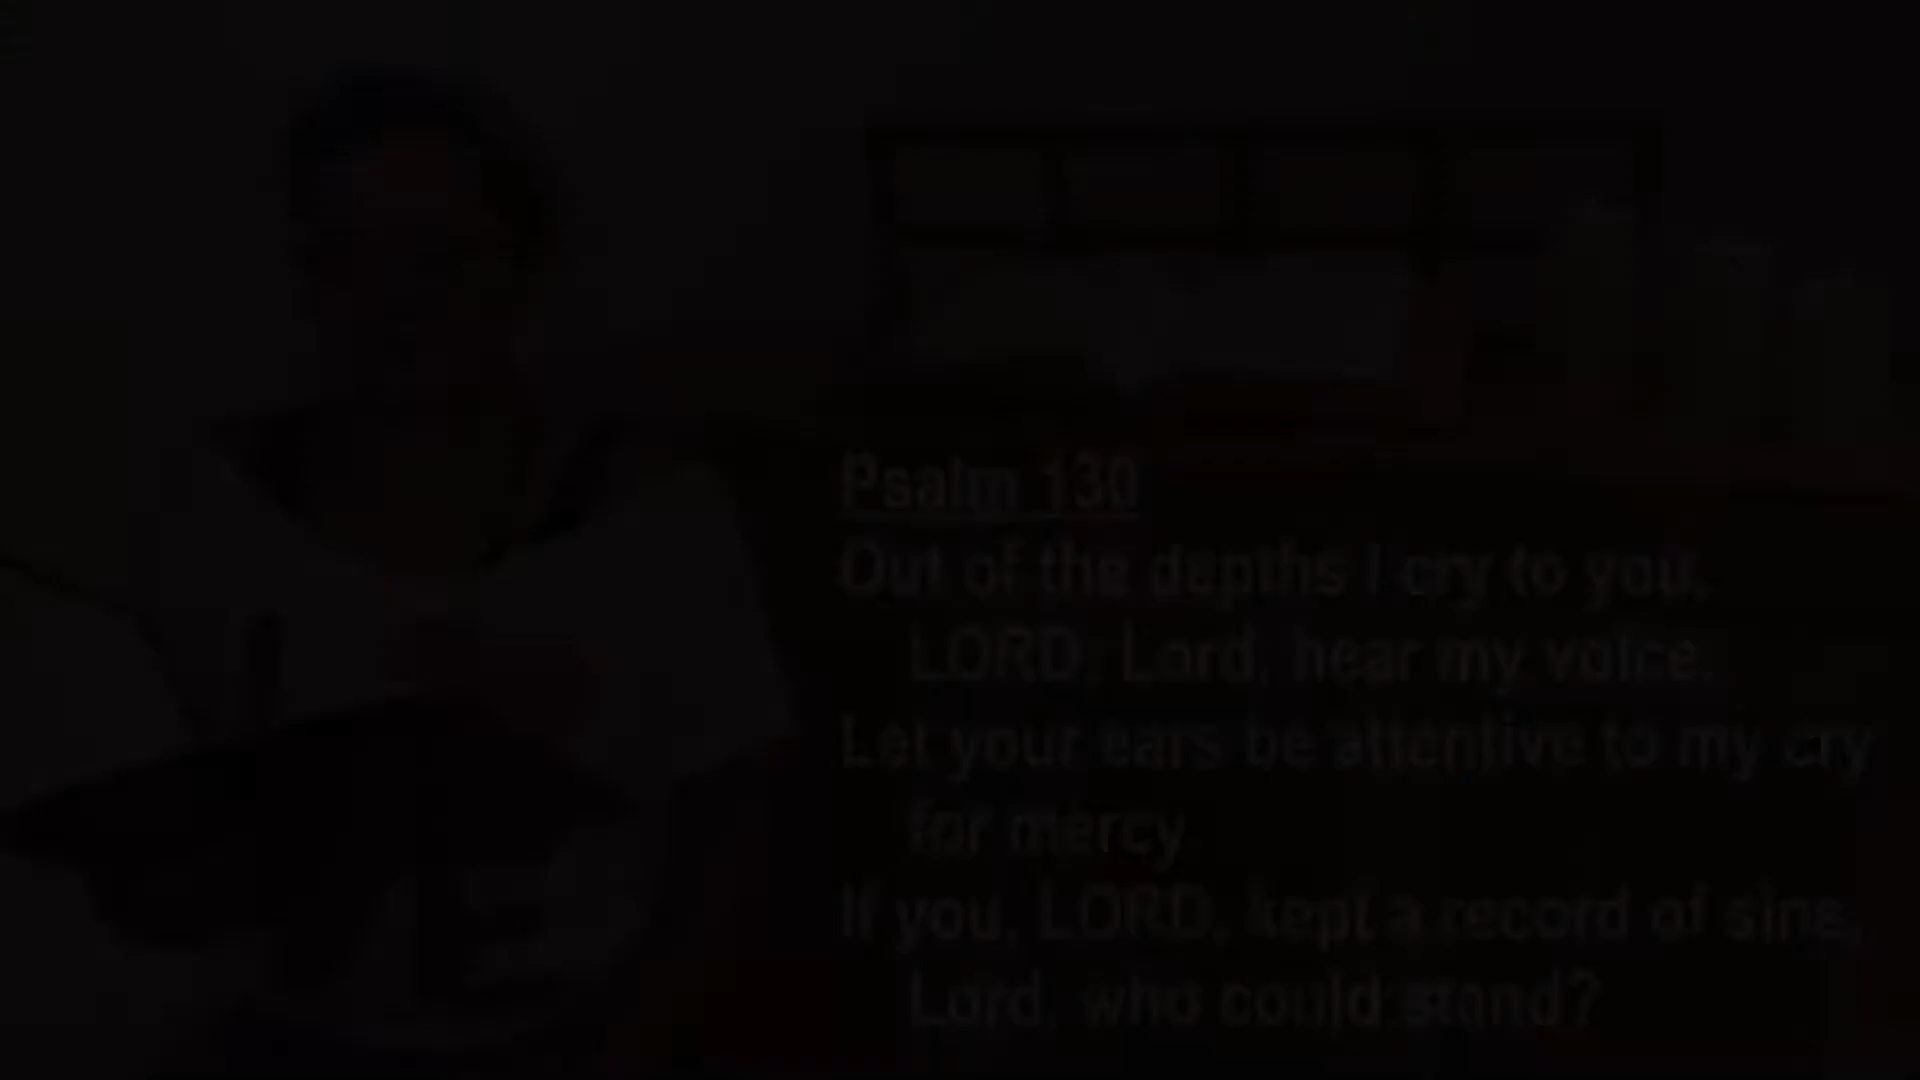 Psalm 130
Out of the depths I cry to you,
LORD; Lord, hear my voice.
Let your ears be attentive to my cry
for mercy.
If you, LORD, kept a record of sins,
Lord, who could stand?